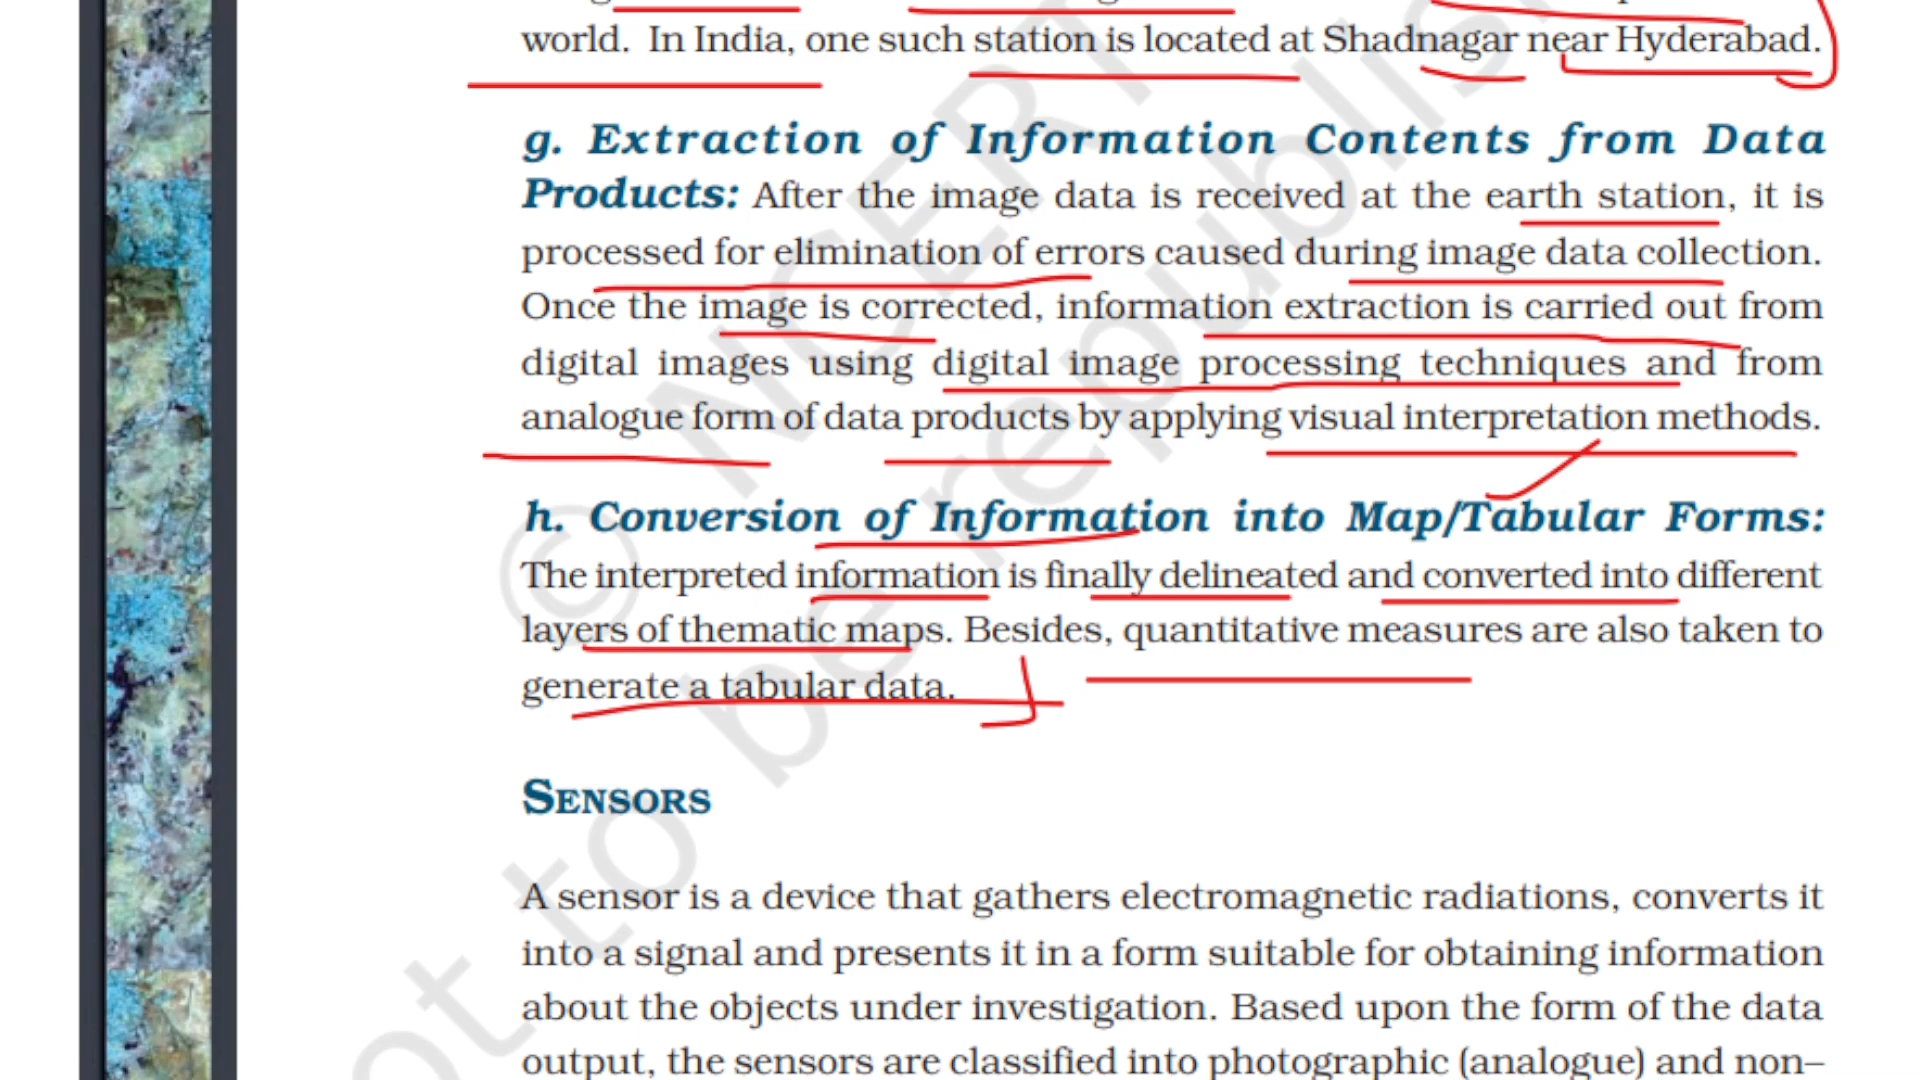 world. In India, one such station is located at Shadnagar near Hyderabad.
g. Extraction of Information Contents from Data
Products: After the image data is received at the earth station, it is
processed for elimination of errors caused during image data collection.
Once the image is corrected, information extraction is carried out from
digital images using digital image processing techniques and from
analogue form of data products by applying visual interpretation methods.
h. Conversion of Information into Map/Tabular Forms:
The interpreted information is finally delineated and converted into different
layers of thematic maps. Besides, quantitative measures are also taken to
generate a tabular data.
SENSORS
A sensor is a device that gathers electromagnetic radiations, converts it
into a signal and presents it in a form suitable for obtaining information
about the objects under investigation. Based upon the form of the data
output, the sensors are classified into photographic (analogue) and non–
© NCERT
not to be republis